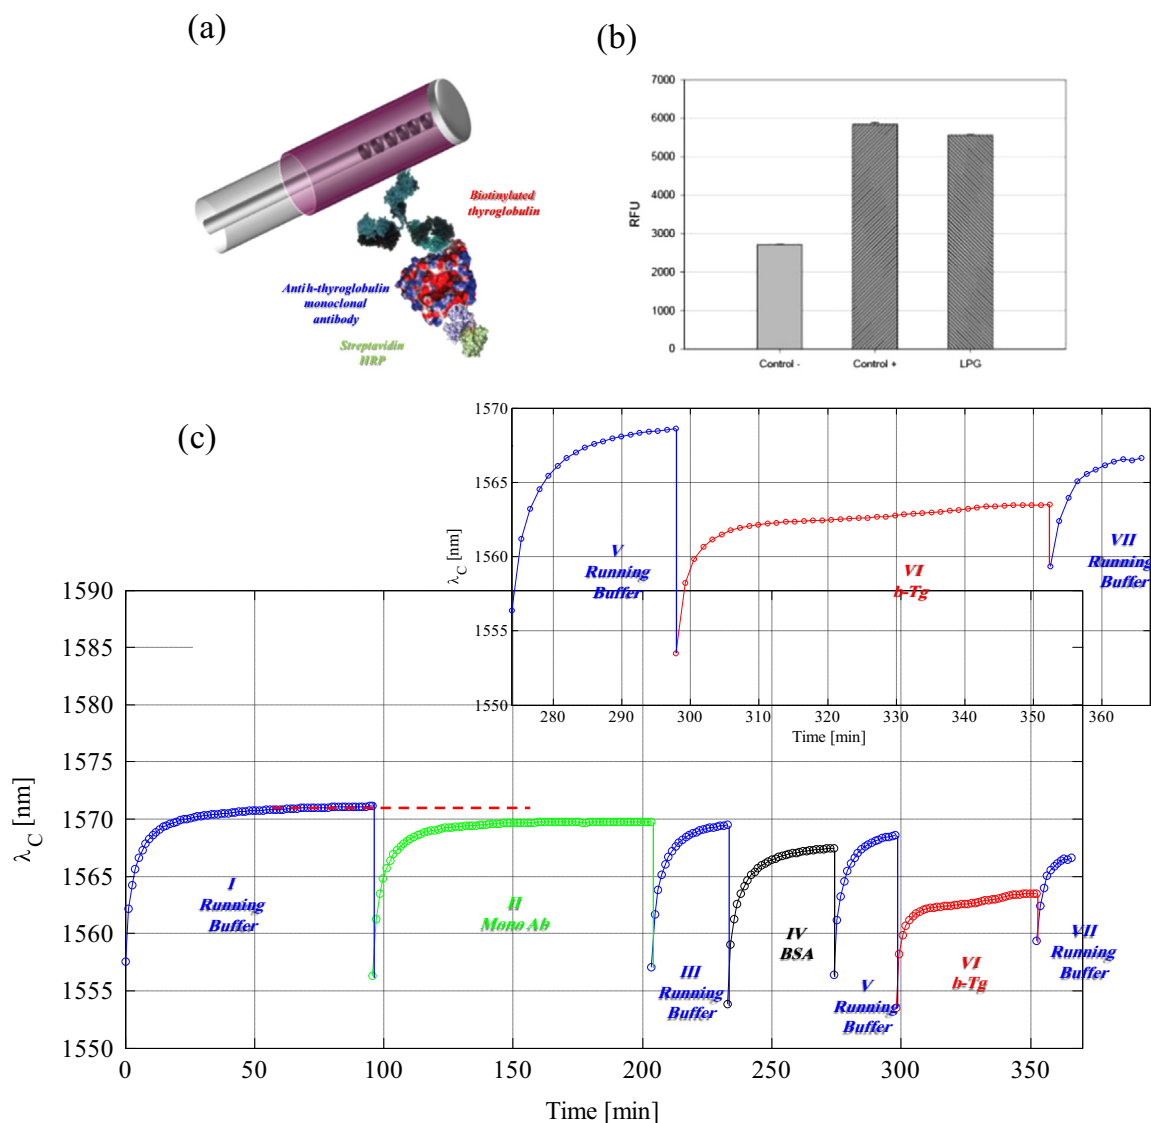 (a)
Biotinylated
thyroglobulin
Anti h-thyroglobulin
monoclonal
antibody
Streptavidin
HRP
(b)
7000
6000
5000
4000
3000
2000
1000
0
RFU
Control -
Control +
LPG
(c)
1570
1565
1560
1555
1550
λC [nm]
V
Running
Buffer
VI
b-Tg
VII
Running
Buffer
280
290
300
310
320
330
340
350
360
Time [min]
1590
1585
1580
1575
1570
1565
1560
1555
1550
λC [nm]
I
Running
Buffer
II
Mono Ab
III
Running
Buffer
IV
BSA
V
Running
Buffer
VI
b-Tg
VII
Running
Buffer
0
50
100
150
200
250
300
350
Time [min]